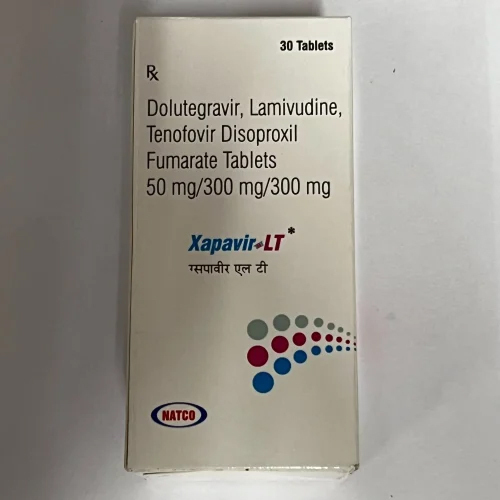 30 Tablets
Rx
Dolutegravir, Lamivudine,
Tenofovir Disoproxil
Fumarate Tablets
50 mg/300 mg/300 mg
Xapavir-LT*
ग्सपावीर एल टी
NATCO